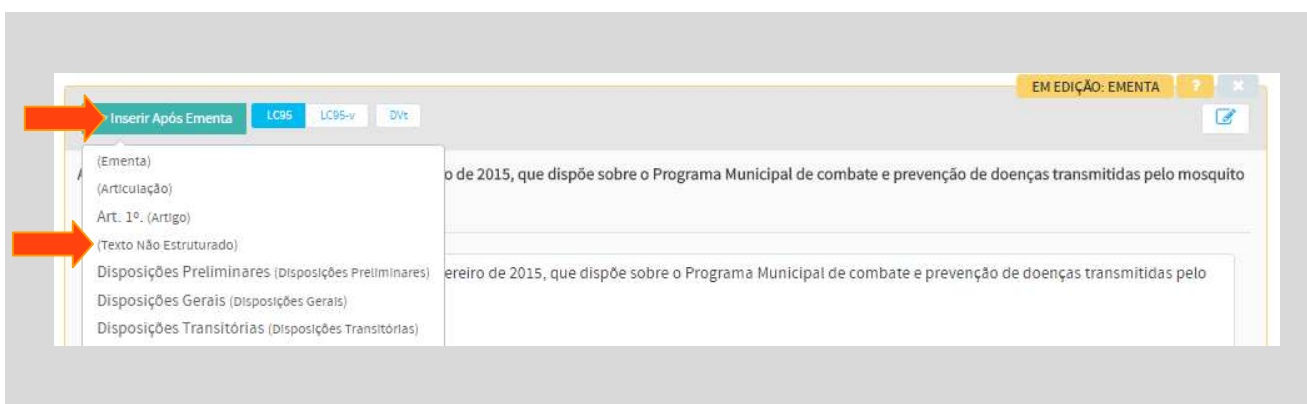 EM EDIÇÃO: EMENTA ? ×
Inserir Após Ementa LC95 LC95-v DVt
(Ementa)
o de 2015, que dispõe sobre o Programa Municipal de combate e prevenção de doenças transmitidas pelo mosquito
(Articulação)
Art. 1º. (Artigo)
(Texto Não Estruturado)
Disposições Preliminares (Disposições Preliminares)
ereiro de 2015, que dispõe sobre o Programa Municipal de combate e prevenção de doenças transmitidas pelo
Disposições Gerais (Disposições Gerais)
Disposições Transitórias (Disposições Transitórias)